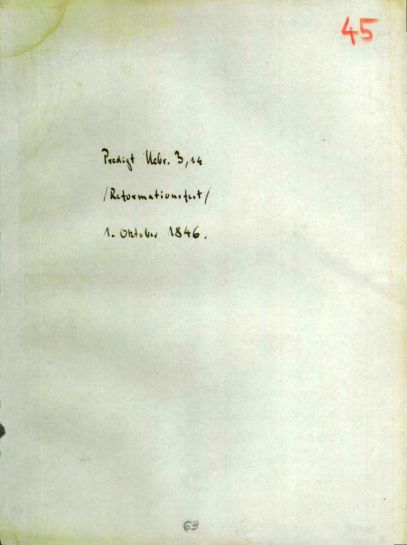 45
Predigt Hebr. 3,14
/Reformationsfest/
1. Oktober 1846.
63